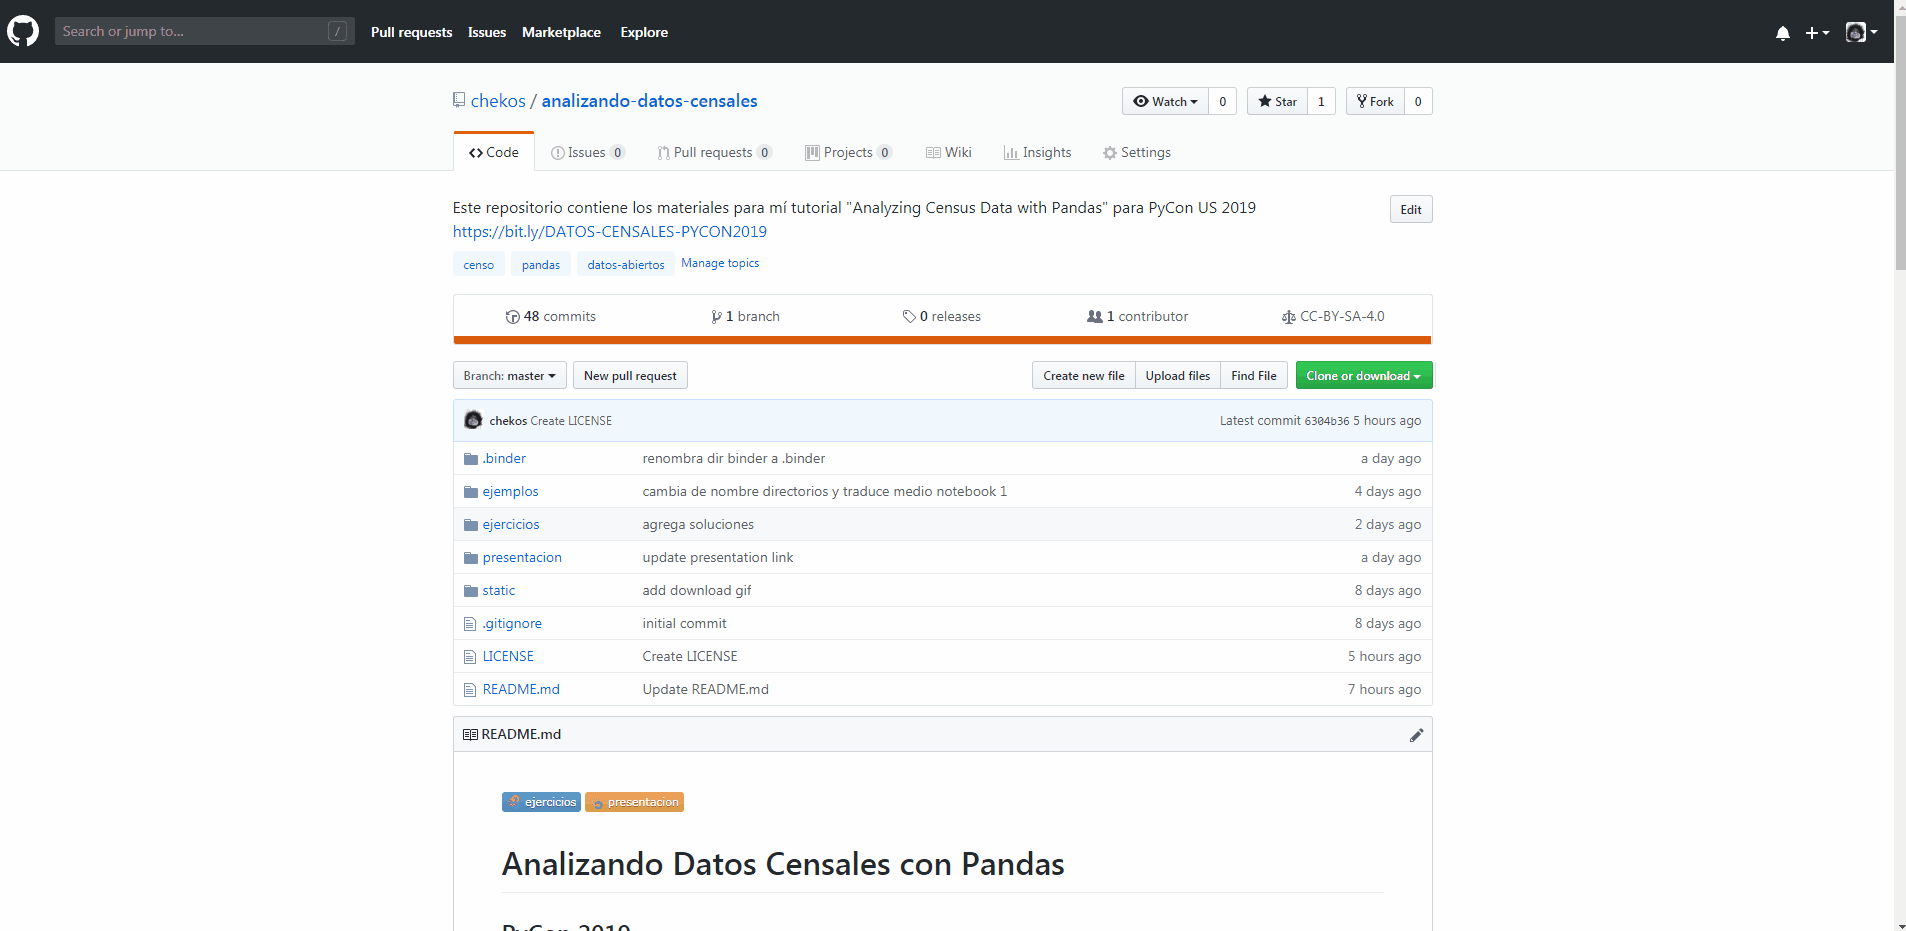 Search or jump to... /
Pull requests Issues Marketplace Explore
chekos / analizando-datos-censales
Watch 0 Star 1 Fork 0
Code Issues 0 Pull requests 0 Projects 0 Wiki Insights Settings
Este repositorio contiene los materiales para mí tutorial "Analyzing Census Data with Pandas" para PyCon US 2019
https://bit.ly/DATOS-CENSALES-PYCON2019
Edit
censo pandas datos-abiertos Manage topics
48 commits 1 branch 0 releases 1 contributor CC-BY-SA-4.0
Branch: master New pull request Create new file Upload files Find File Clone or download
chekos Create LICENSE Latest commit 6304b36 5 hours ago
.binder renombra dir binder a .binder a day ago
ejemplos cambia de nombre directorios y traduce medio notebook 1 4 days ago
ejercicios agrega soluciones 2 days ago
presentacion update presentation link a day ago
static add download gif 8 days ago
.gitignore initial commit 8 days ago
LICENSE Create LICENSE 5 hours ago
README.md Update README.md 7 hours ago
README.md
ejercicios presentacion
Analizando Datos Censales con Pandas
PyCon 2019